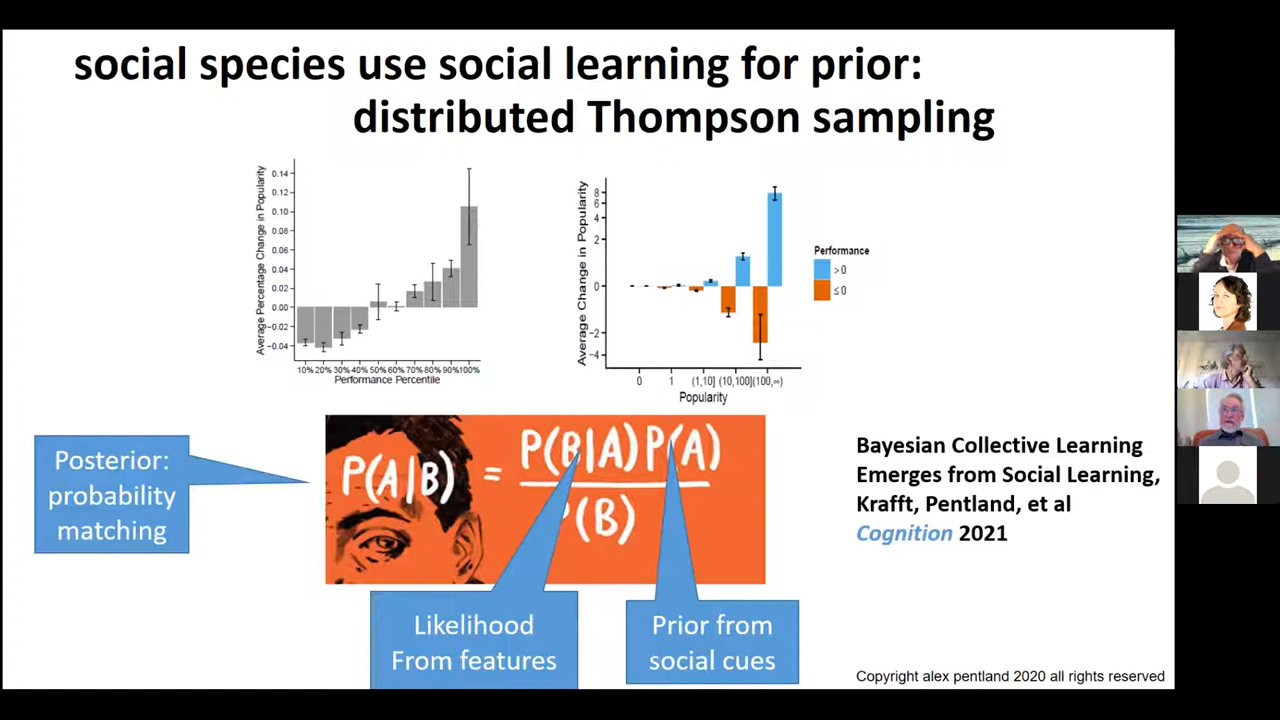 social species use social learning for prior:
distributed Thompson sampling
Average Percentage Change in Popularity
0.14
0.12
0.10
0.08
0.06
0.04
0.02
0.00
−0.02
−0.04
10% 20% 30% 40% 50% 60% 70% 80% 90% 100%
Performance Percentile
Average Change in Popularity
8
6
4
2
0
−2
−4
0 1 (1,10] (10,100] (100,∞)
Popularity
Performance
>0
≤0
Posterior:
probability
matching
P(A|B) = P(B|A) P(A)
P(B)
Likelihood
From features
Prior from
social cues
Bayesian Collective Learning
Emerges from Social Learning,
Krafft, Pentland, et al
Cognition 2021
Copyright alex pentland 2020 all rights reserved